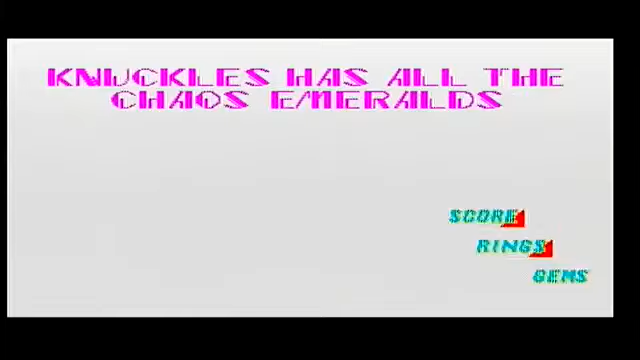 KNUCKLES HAS ALL THE
CHAOS EMERALDS
SCORE
RINGS
GEMS